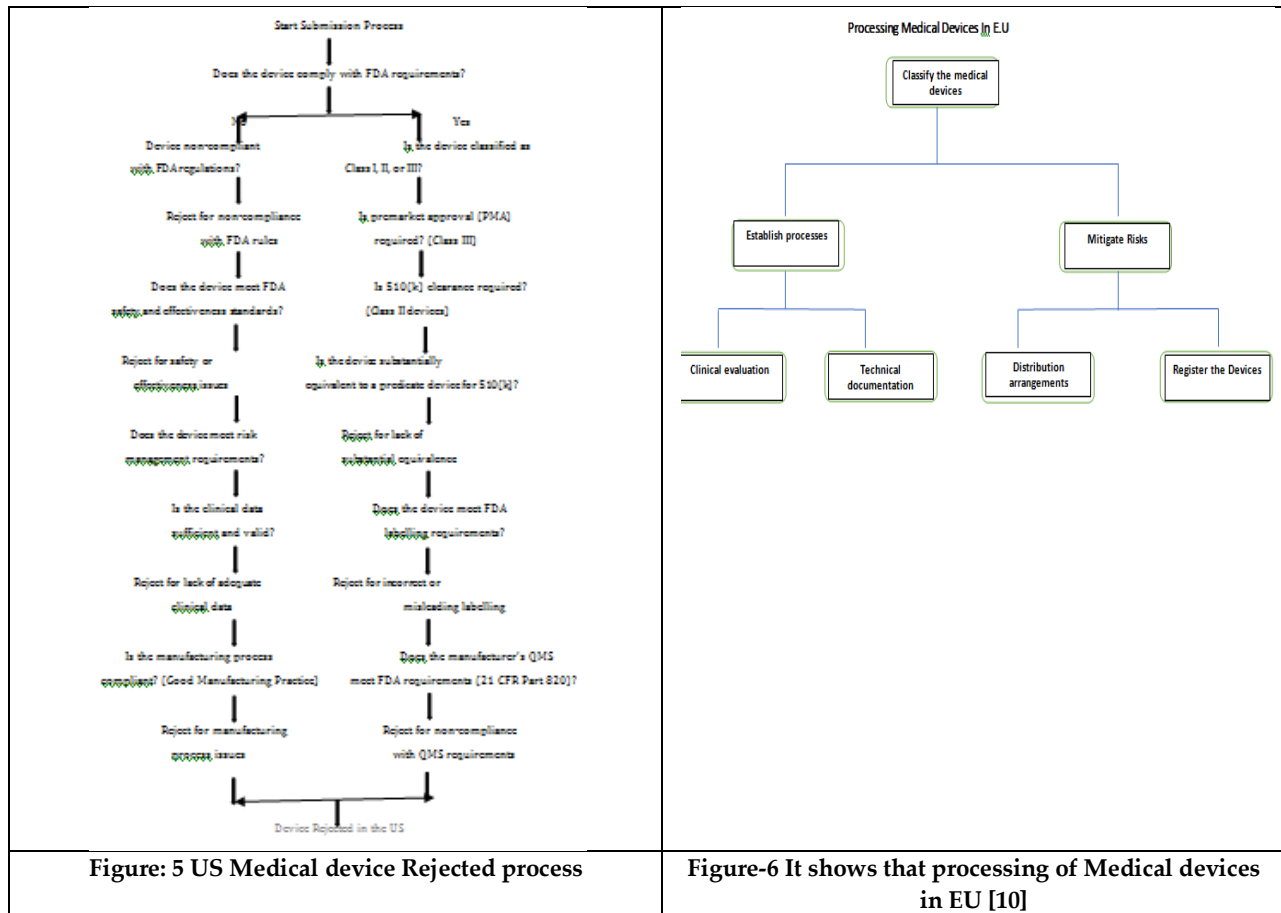 Start Submission Process
Does the device comply with FDA requirements?
Yes
Device non-compliant
with FDA regulations?
Is the device classified as
Class I, II, or III?
Reject for non-compliance
with FDA rules
Is premarket approval [PMA]
required? [Class III]
Does the device meet FDA
safety and effectiveness standards?
Is 510[k] clearance required?
[Class II devices]
Reject for safety or
effectiveness issues
Is the device substantially
equivalent to a predicate device for 510[k]?
Does the device meet risk
management requirements?
Reject for lack of
substantial equivalence
Is the clinical data
sufficient and valid?
Does the device meet FDA
labelling requirements?
Reject for lack of adequate
clinical data
Reject for incorrect or
misleading labelling
Is the manufacturing process
compliant? [Good Manufacturing Practice]
Does the manufacturer's QMS
meet FDA requirements [21 CFR Part 820]?
Reject for manufacturing
process issues
Reject for non-compliance
with QMS requirements
Device Rejected in the US
Figure: 5 US Medical device Rejected process
Processing Medical Devices In E.U
Classify the medical
devices
Establish processes
Mitigate Risks
Clinical evaluation
Technical
documentation
Distribution
arrangements
Register the Devices
Figure-6 It shows that processing of Medical devices
in EU [10]